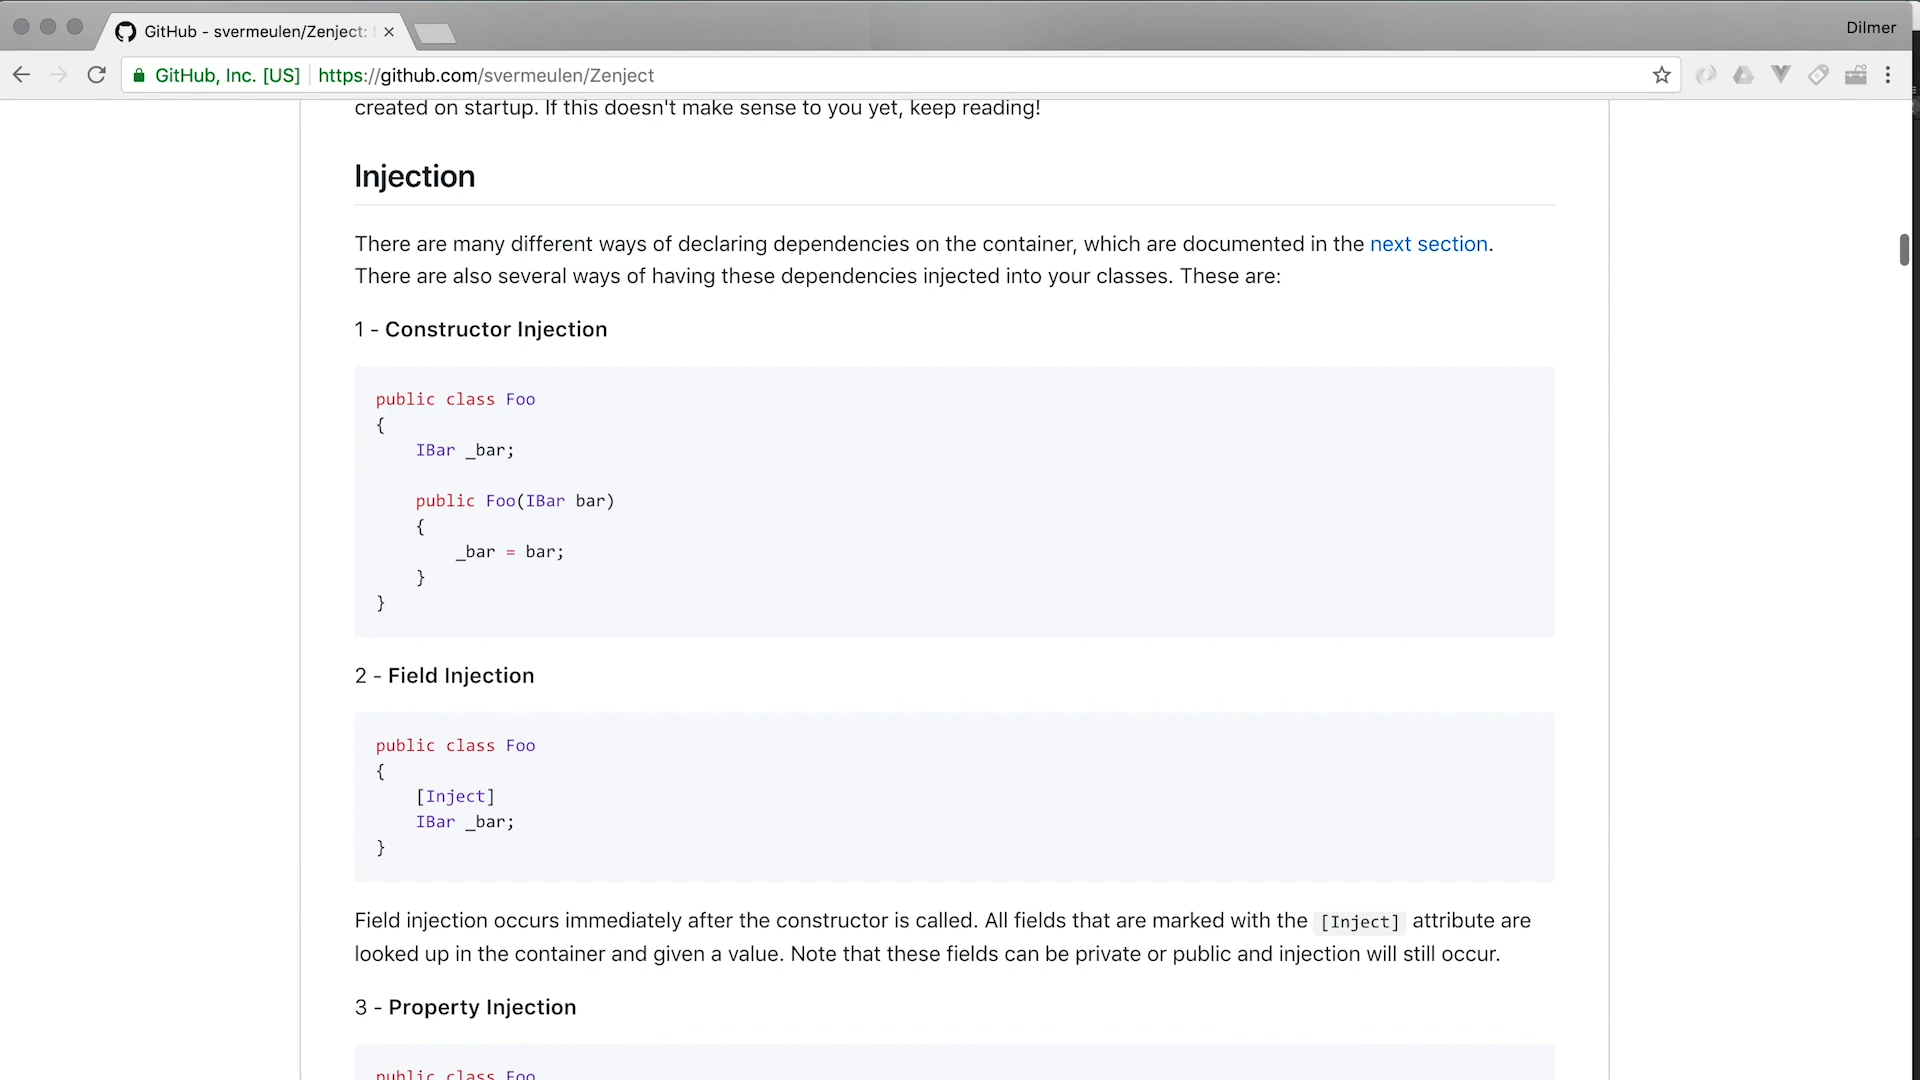 GitHub - svermeulen/Zenject:
Dilmer
GitHub, Inc. [US] https://github.com/svermeulen/Zenject
created on startup. If this doesn't make sense to you yet, keep reading!
Injection
There are many different ways of declaring dependencies on the container, which are documented in the next section.
There are also several ways of having these dependencies injected into your classes. These are:
1 - Constructor Injection
public class Foo
{
    IBar _bar;
    public Foo(IBar bar)
    {
        _bar = bar;
    }
}
2 - Field Injection
public class Foo
{
    [Inject]
    IBar _bar;
}
Field injection occurs immediately after the constructor is called. All fields that are marked with the [Inject] attribute are
looked up in the container and given a value. Note that these fields can be private or public and injection will still occur.
3 - Property Injection
public class Foo